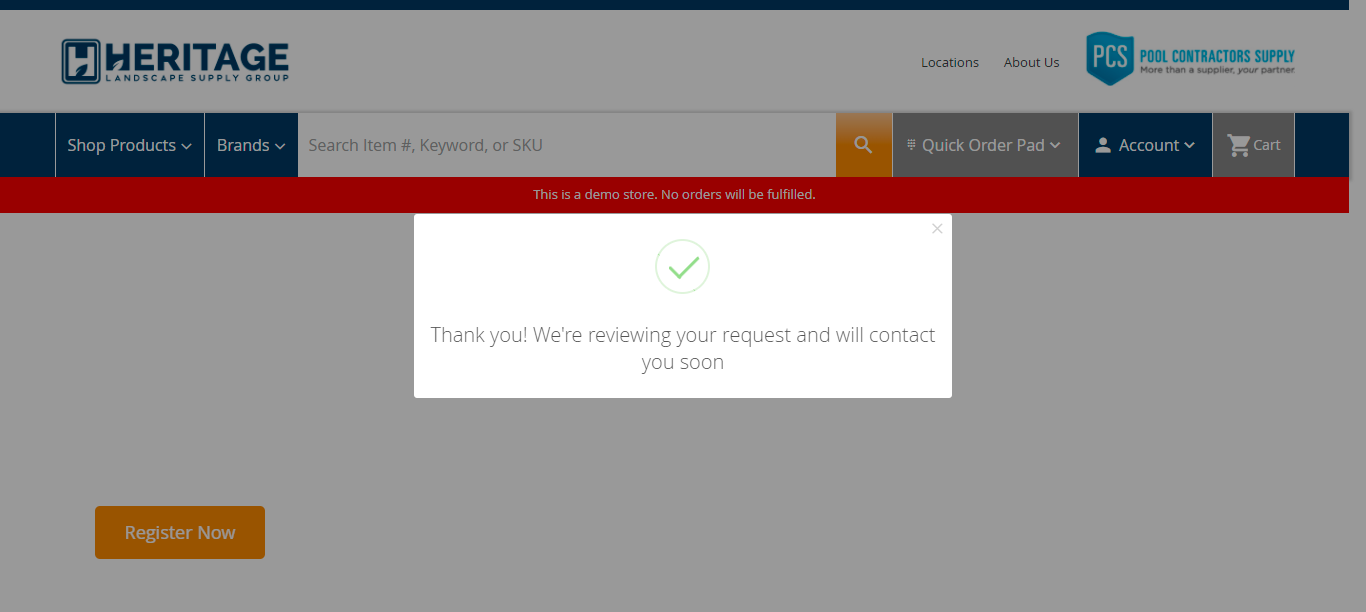 HERITAGE
LANDSCAPE SUPPLY GROUP
Locations
About Us
PCS
POOL CONTRACTORS SUPPLY
More than a supplier, your partner.
Shop Products
Brands
Search Item #, Keyword, or SKU
Quick Order Pad
Account
Cart
This is a demo store. No orders will be fulfilled.
Thank you! We're reviewing your request and will contact
you soon
Register Now